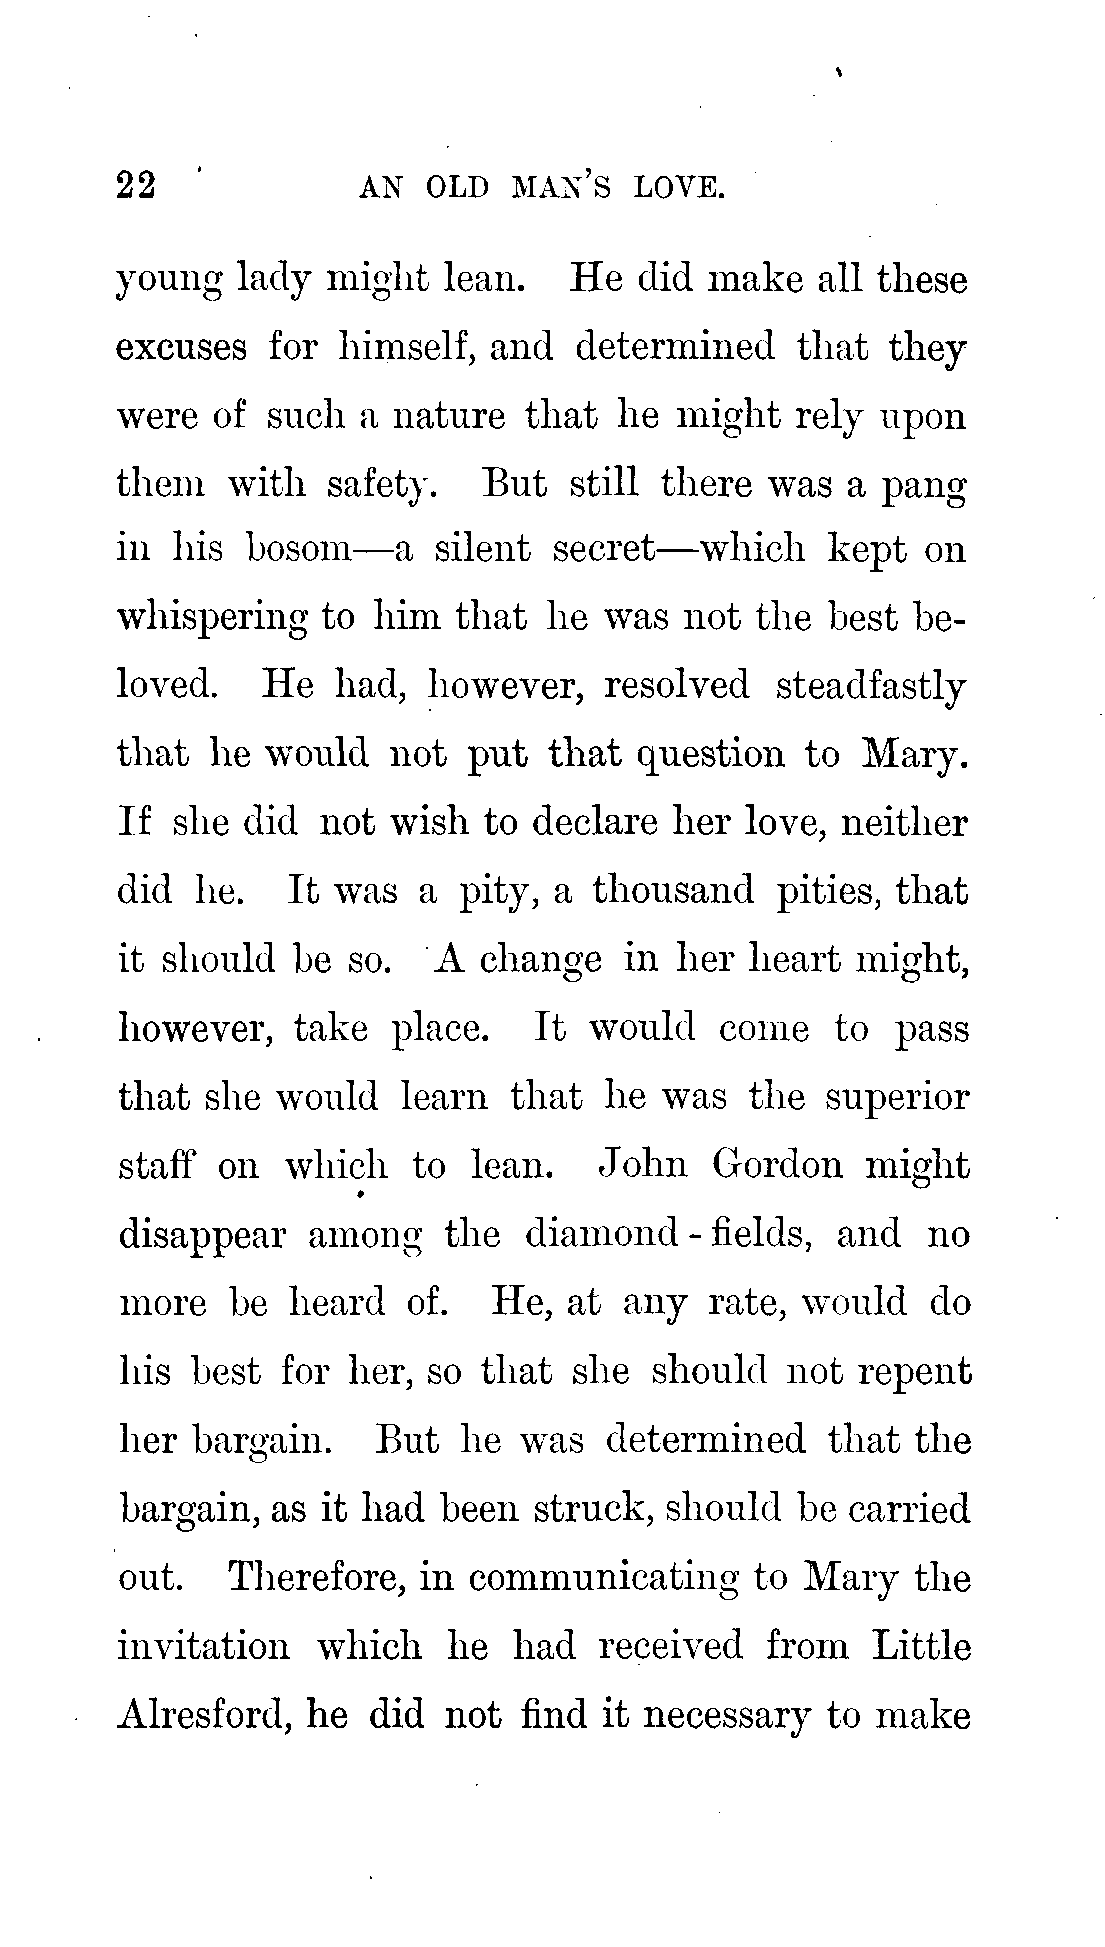 22 AN OLD MAN'S LOVE.
young lady might lean. He did make all these
excuses for himself, and determined that they
were of such a nature that he might rely upon
them with safety. But still there was a pang
in his bosom—a silent secret—which kept on
whispering to him that he was not the best be-
loved. He had, however, resolved steadfastly
that he would not put that question to Mary.
If she did not wish to declare her love, neither
did he. It was a pity, a thousand pities, that
it should be so. A change in her heart might,
however, take place. It would come to pass
that she would learn that he was the superior
staff on which to lean. John Gordon might
disappear among the diamond-fields, and no
more be heard of. He, at any rate, would do
his best for her, so that she should not repent
her bargain. But he was determined that the
bargain, as it had been struck, should be carried
out. Therefore, in communicating to Mary the
invitation which he had received from Little
Alresford, he did not find it necessary to make